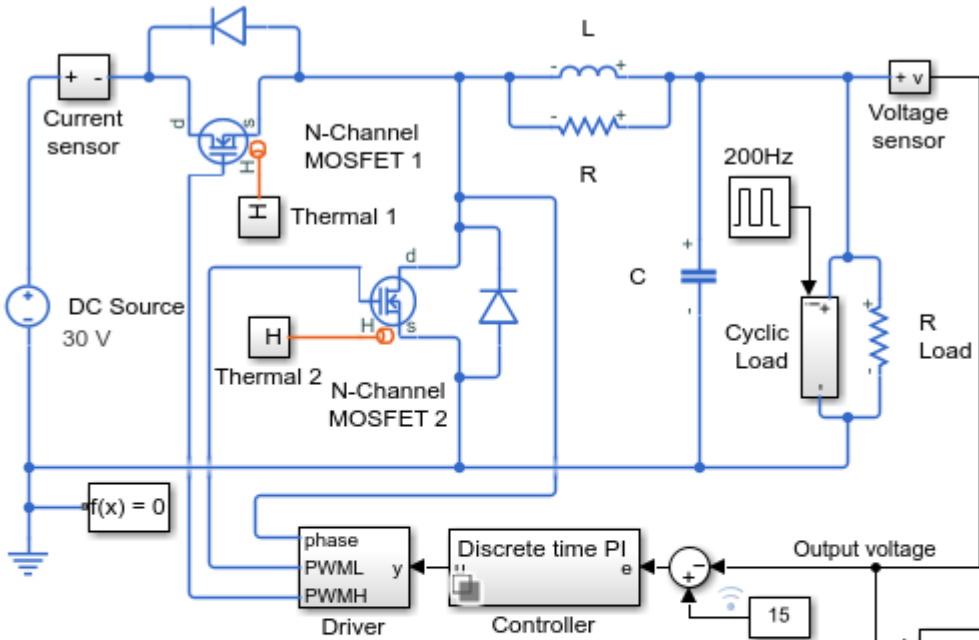 L
+ -
- +
Current
sensor
d
s
H
N-Channel
MOSFET 1
- +
R
+ v
Voltage
sensor
200Hz
H
Thermal 1
d
H
s
C
+
-
+
-
DC Source
30 V
H
Thermal 2
N-Channel
MOSFET 2
Cyclic
Load
+
-
+
-
R
Load
f(x) = 0
phase
PWML
PWMH
y
Driver
Discrete time PI
u
e
Controller
-
+
Output voltage
15